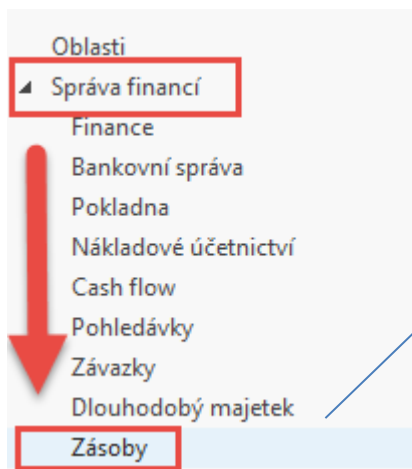 Oblasti
Správa financí
Finance
Bankovní správa
Pokladna
Nákladové účetnictví
Cash flow
Pohledávky
Závazky
Dlouhodobý majetek
Zásoby